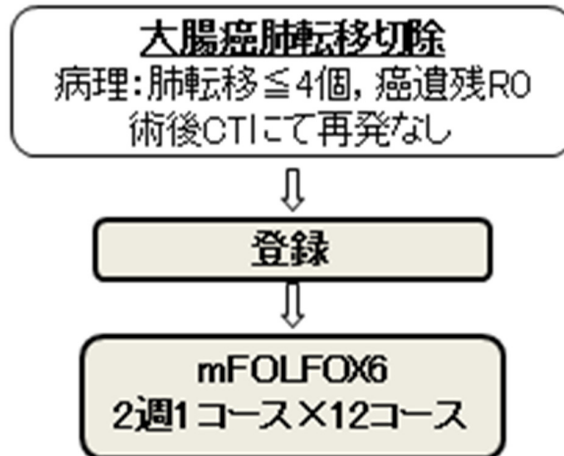 大腸癌肺転移切除
病理:肺転移≦4個, 癌遺残R0
術後CTにて再発なし
登録
mFOLFOX6
2週1コース×12コース